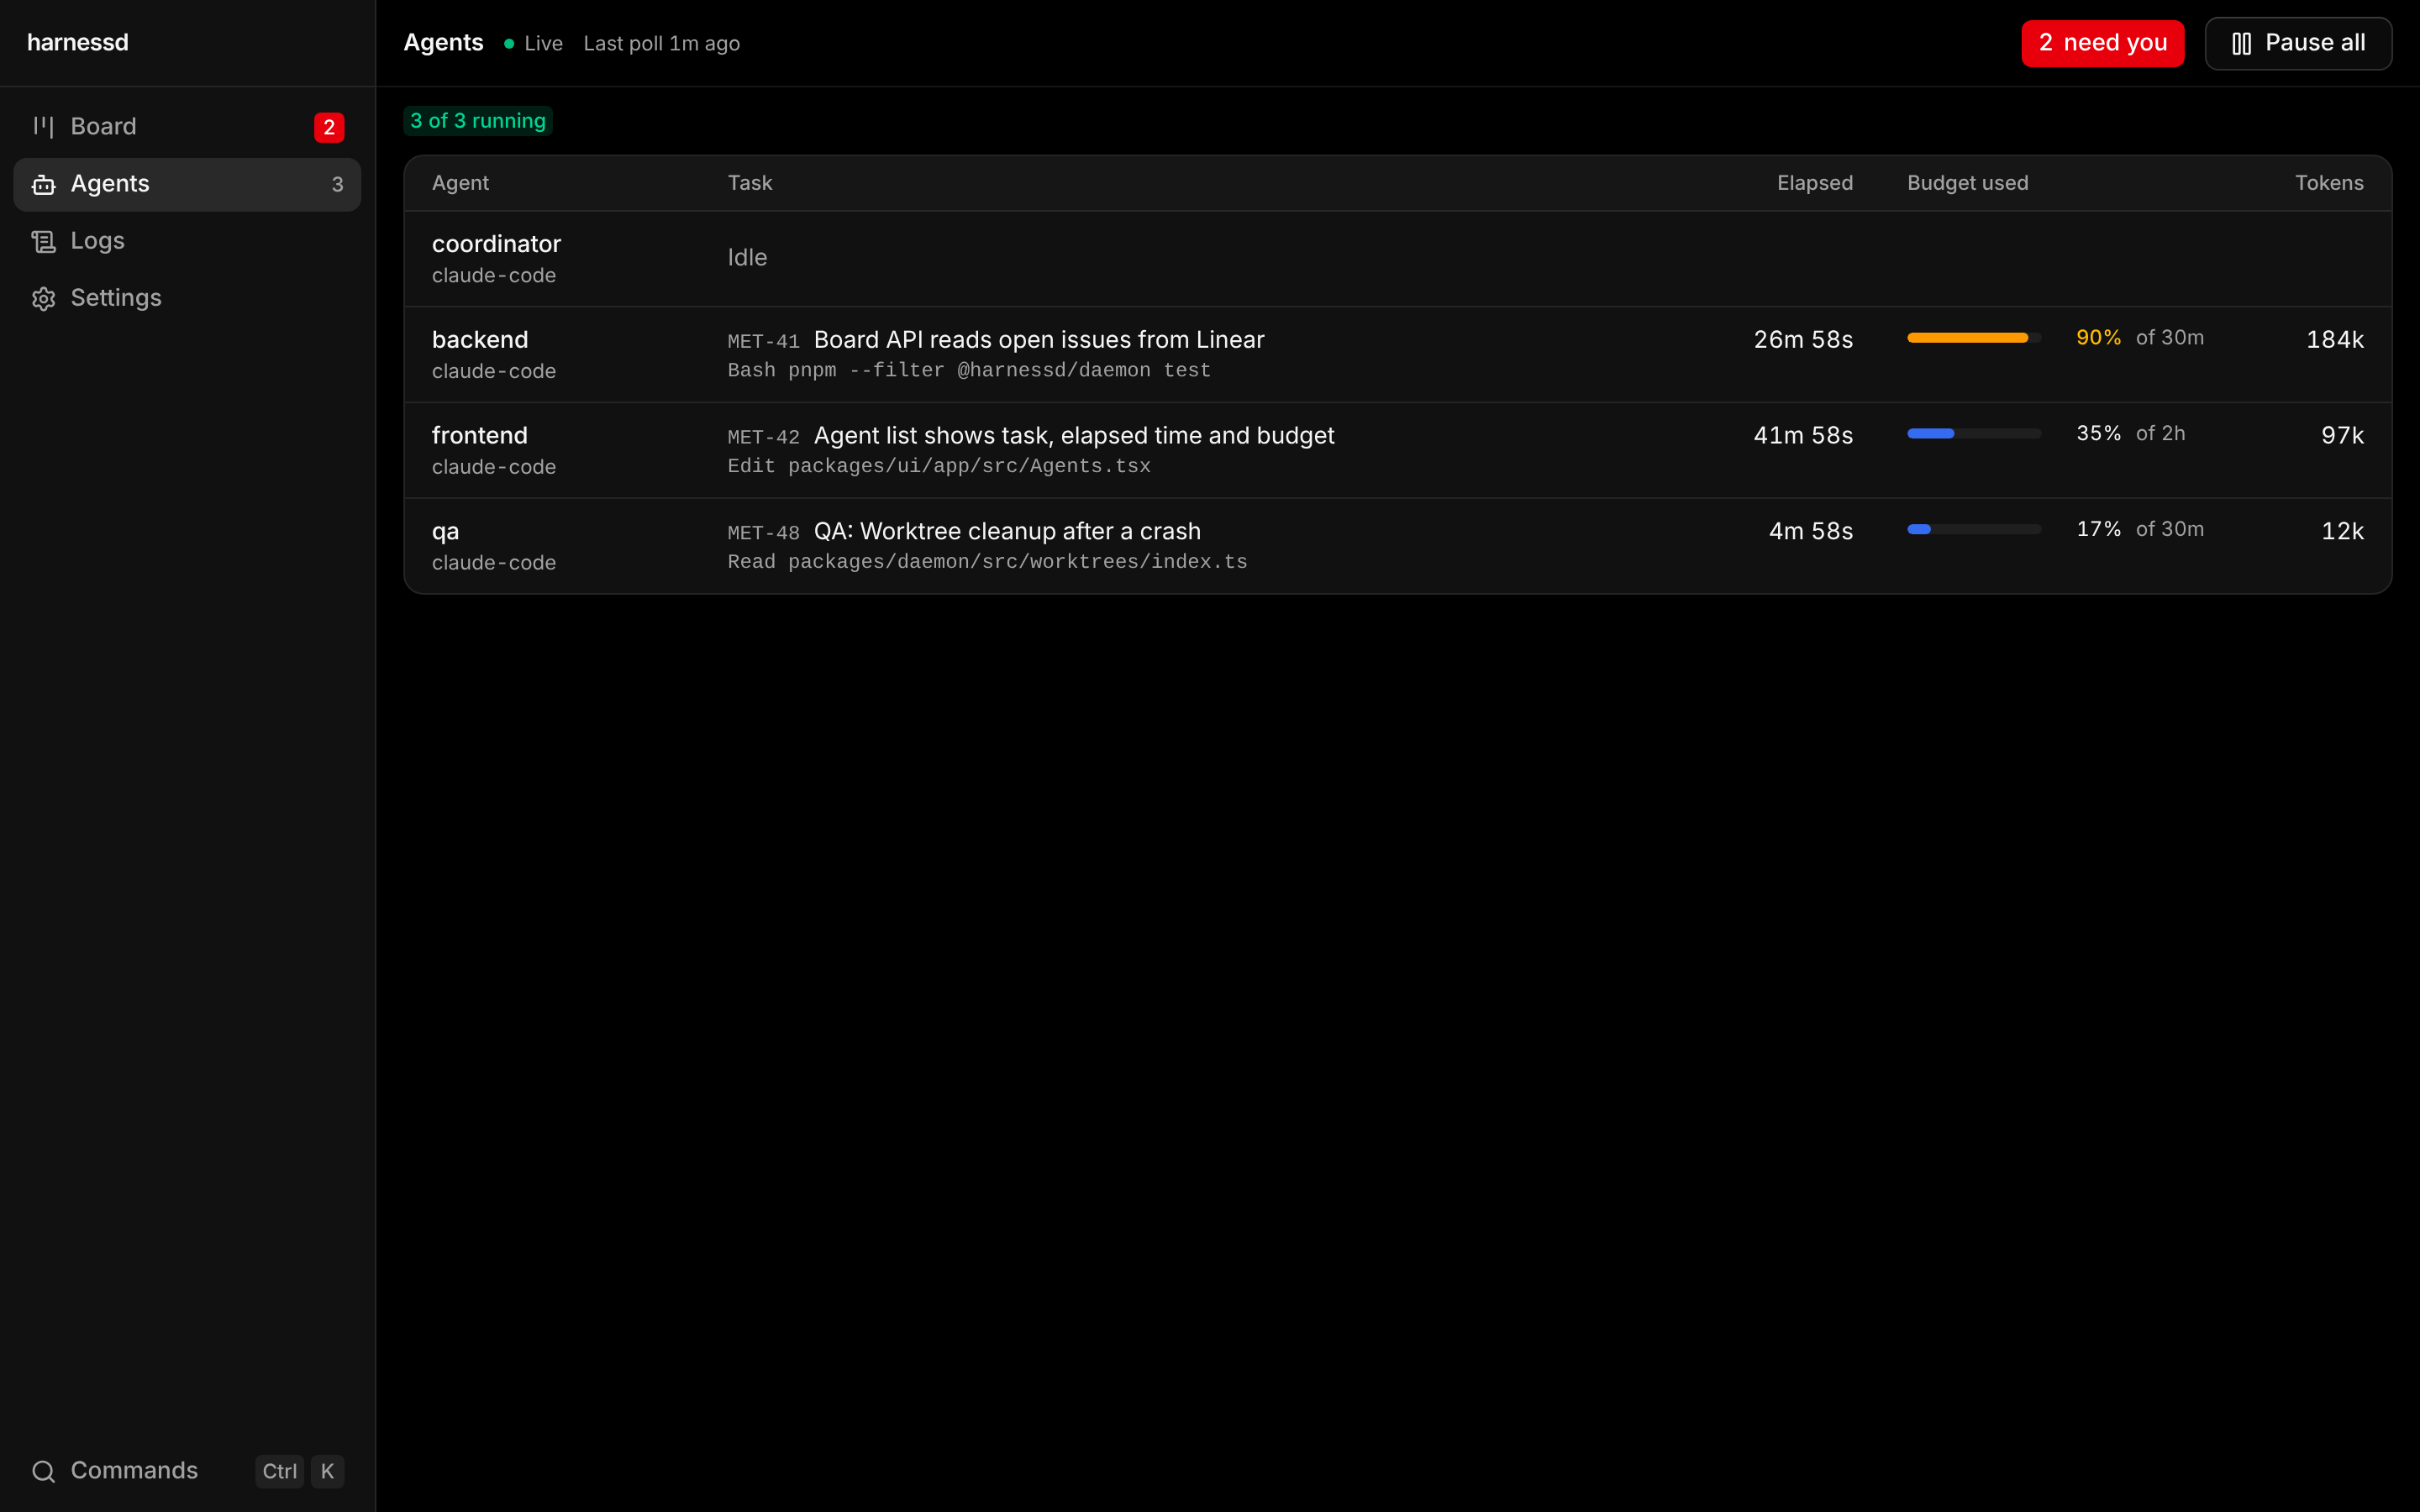 harnessd
Board 2
Agents 3
Logs
Settings
Commands Ctrl K
Agents Live Last poll 1m ago 2 need you Pause all
3 of 3 running
Agent Task Elapsed Budget used Tokens
coordinator
claude-code
Idle
backend
claude-code
MET-41 Board API reads open issues from Linear
Bash pnpm --filter @harnessd/daemon test
26m 58s 90% of 30m 184k
frontend
claude-code
MET-42 Agent list shows task, elapsed time and budget
Edit packages/ui/app/src/Agents.tsx
41m 58s 35% of 2h 97k
qa
claude-code
MET-48 QA: Worktree cleanup after a crash
Read packages/daemon/src/worktrees/index.ts
4m 58s 17% of 30m 12k